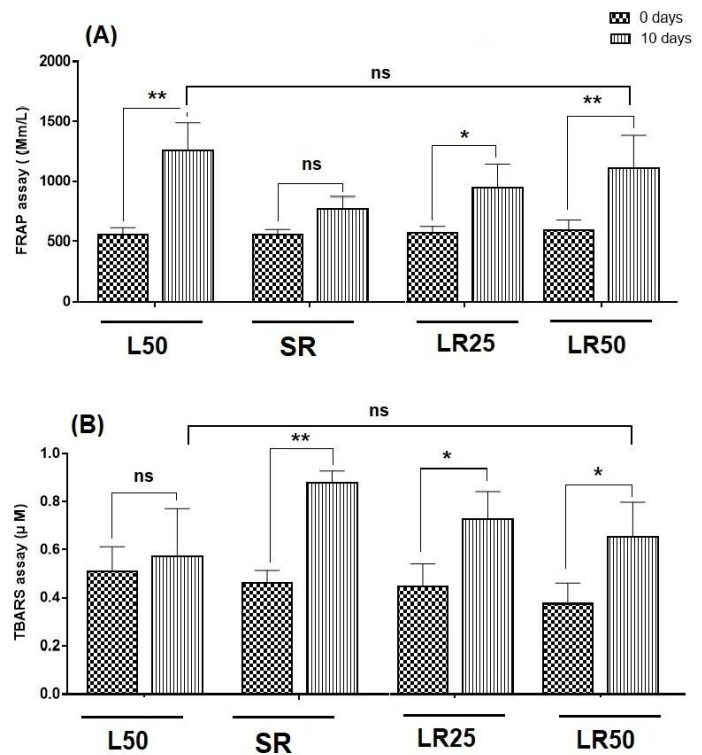 0 days
10 days
(A)
FRAP assay ( (Mm/L)
2000
1500
1000
500
0
ns
**
ns
*
**
L50
SR
LR25
LR50
(B)
TBARS assay (µ M)
1.0
0.8
0.6
0.4
0.2
0.0
ns
ns
**
*
*
L50
SR
LR25
LR50